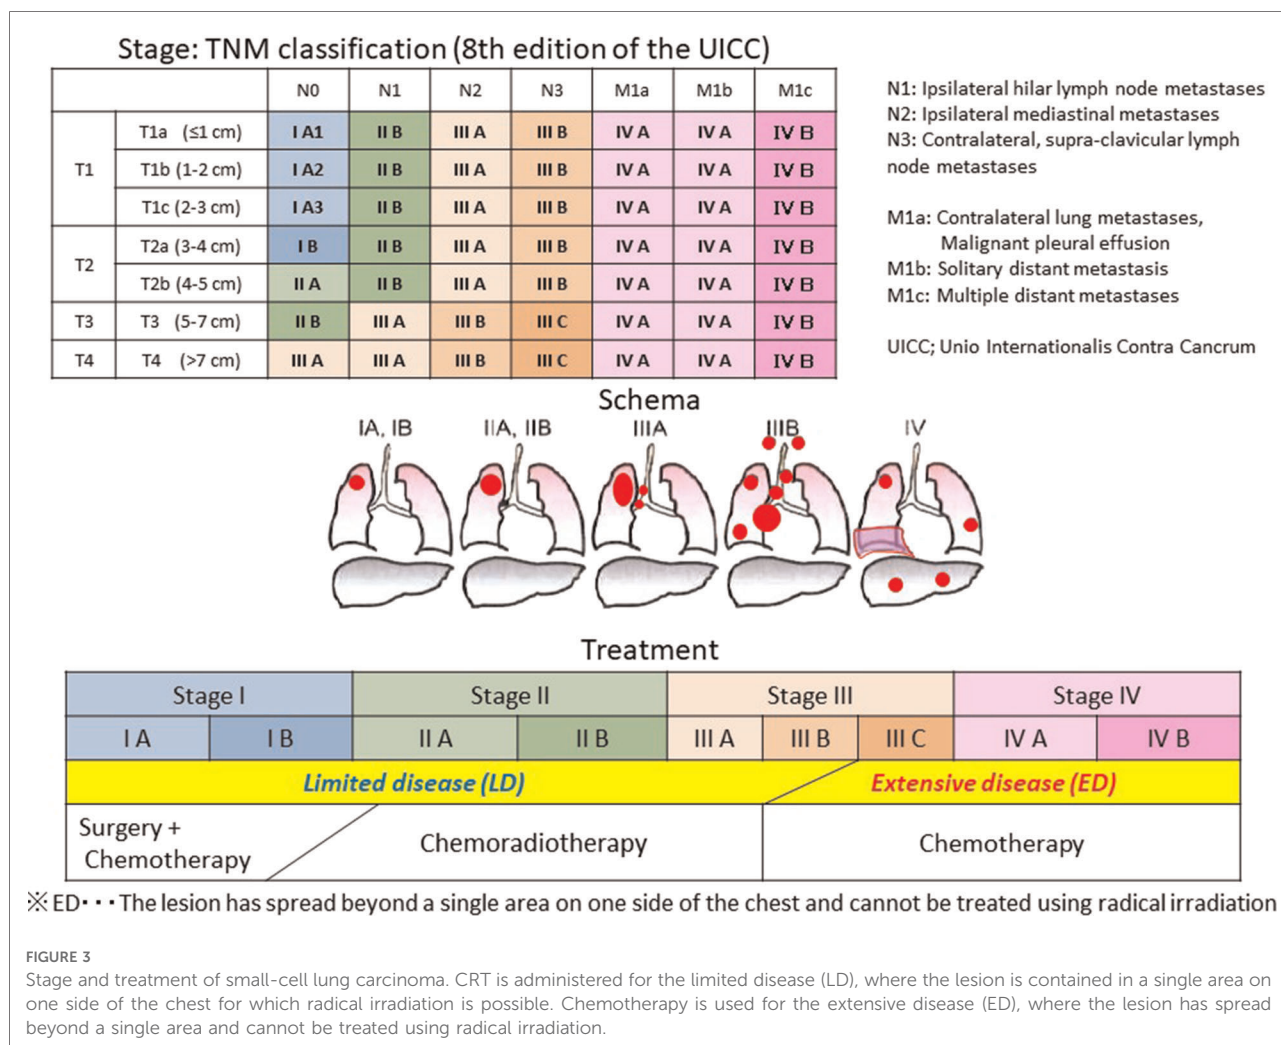 Stage: TNM classification (8th edition of the UICC)
N0 N1 N2 N3 M1a M1b M1c
T1 T1a (≤1 cm) I A1 II B III A III B IV A IV A IV B
T1b (1-2 cm) I A2 II B III A III B IV A IV A IV B
T1c (2-3 cm) I A3 II B III A III B IV A IV A IV B
T2 T2a (3-4 cm) I B II B III A III B IV A IV A IV B
T2b (4-5 cm) II A II B III A III B IV A IV A IV B
T3 T3 (5-7 cm) II B III A III B III C IV A IV A IV B
T4 T4 (>7 cm) III A III A III B III C IV A IV A IV B
N1: Ipsilateral hilar lymph node metastases
N2: Ipsilateral mediastinal metastases
N3: Contralateral, supra-clavicular lymph
node metastases
M1a: Contralateral lung metastases,
Malignant pleural effusion
M1b: Solitary distant metastasis
M1c: Multiple distant metastases
UICC; Unio Internationalis Contra Cancrum
Schema
IA, IB IIA, IIB IIIA IIIB IV
Treatment
Stage I Stage II Stage III Stage IV
I A I B II A II B III A III B III C IV A IV B
Limited disease (LD) Extensive disease (ED)
Surgery +
Chemotherapy
Chemoradiotherapy
Chemotherapy
※ED・・・The lesion has spread beyond a single area on one side of the chest and cannot be treated using radical irradiation
FIGURE 3
Stage and treatment of small-cell lung carcinoma. CRT is administered for the limited disease (LD), where the lesion is contained in a single area on
one side of the chest for which radical irradiation is possible. Chemotherapy is used for the extensive disease (ED), where the lesion has spread
beyond a single area and cannot be treated using radical irradiation.